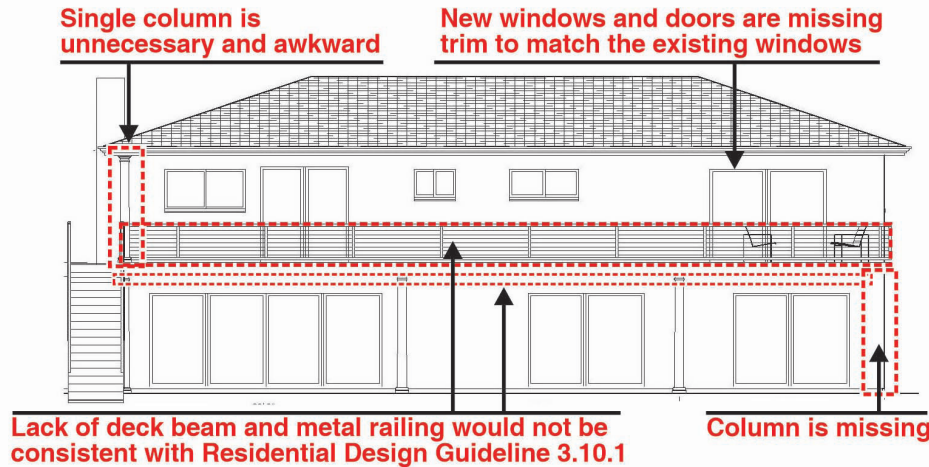 Single column is
unnecessary and awkward
New windows and doors are missing
trim to match the existing windows
Lack of deck beam and metal railing would not be
consistent with Residential Design Guideline 3.10.1
Column is missing